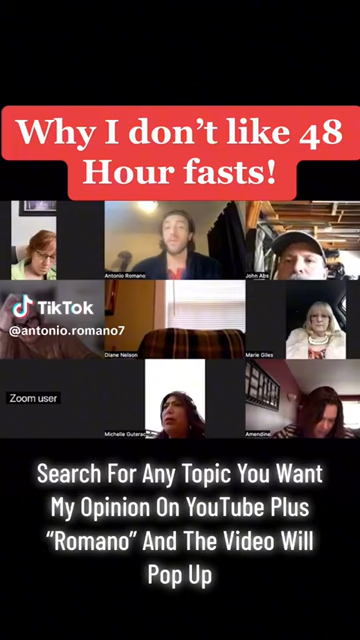 Why I don't like 48
Hour fasts!
Antonio Romano
John Abs
TikTok
@antonio.romano7
Diane Nelson
Marie Giles
Zoom user
Michelle Guterac
Amendine
Search For Any Topic You Want
My Opinion On YouTube Plus
“Romano” And The Video Will
Pop Up